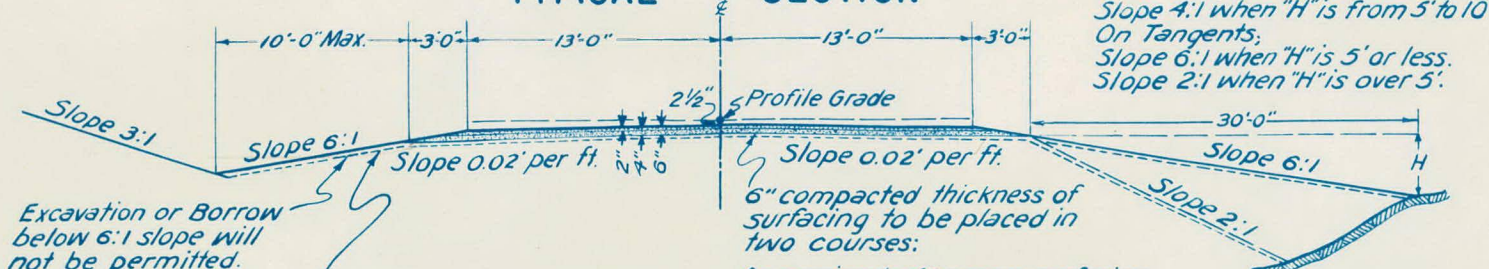 TYPICAL SECTION
℄
Slope 4:1 when "H" is from 5' to 10'
On Tangents;
Slope 6:1 when "H" is 5' or less.
Slope 2:1 when "H" is over 5'.
10'-0" Max.
3'-0"
13'-0"
13'-0"
3'-0"
2½"
Profile Grade
30'-0"
Slope 3:1
Slope 6:1
Slope 0.02' per ft.
2"
4"
6"
Slope 0.02' per ft.
Slope 6:1
H
Slope 2:1
Excavation or Borrow
below 6:1 slope will
not be permitted.
6" compacted thickness of
surfacing to be placed in
two courses: